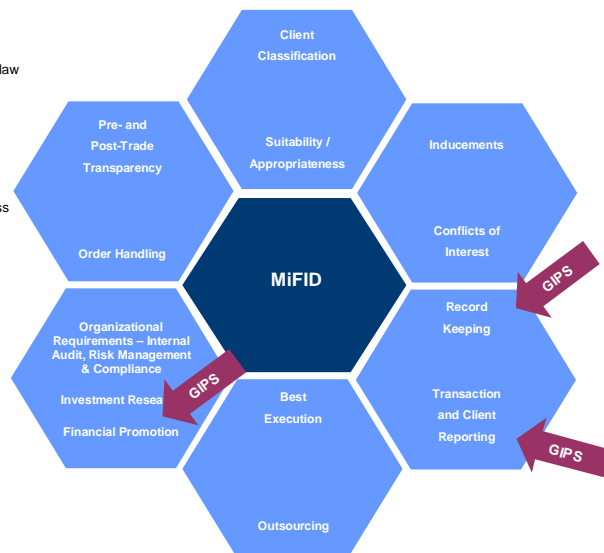 law
ss
Client
Classification
Suitability /
Appropriateness
Pre- and
Post-Trade
Transparency
Order Handling
Inducements
Conflicts of
Interest
MiFID
GIPS
Record
Keeping
Transaction
and Client
Reporting
GIPS
Organizational
Requirements – Internal
Audit, Risk Management
& Compliance
Investment
Financial Promotion
GIPS
Best
Execution
Outsourcing